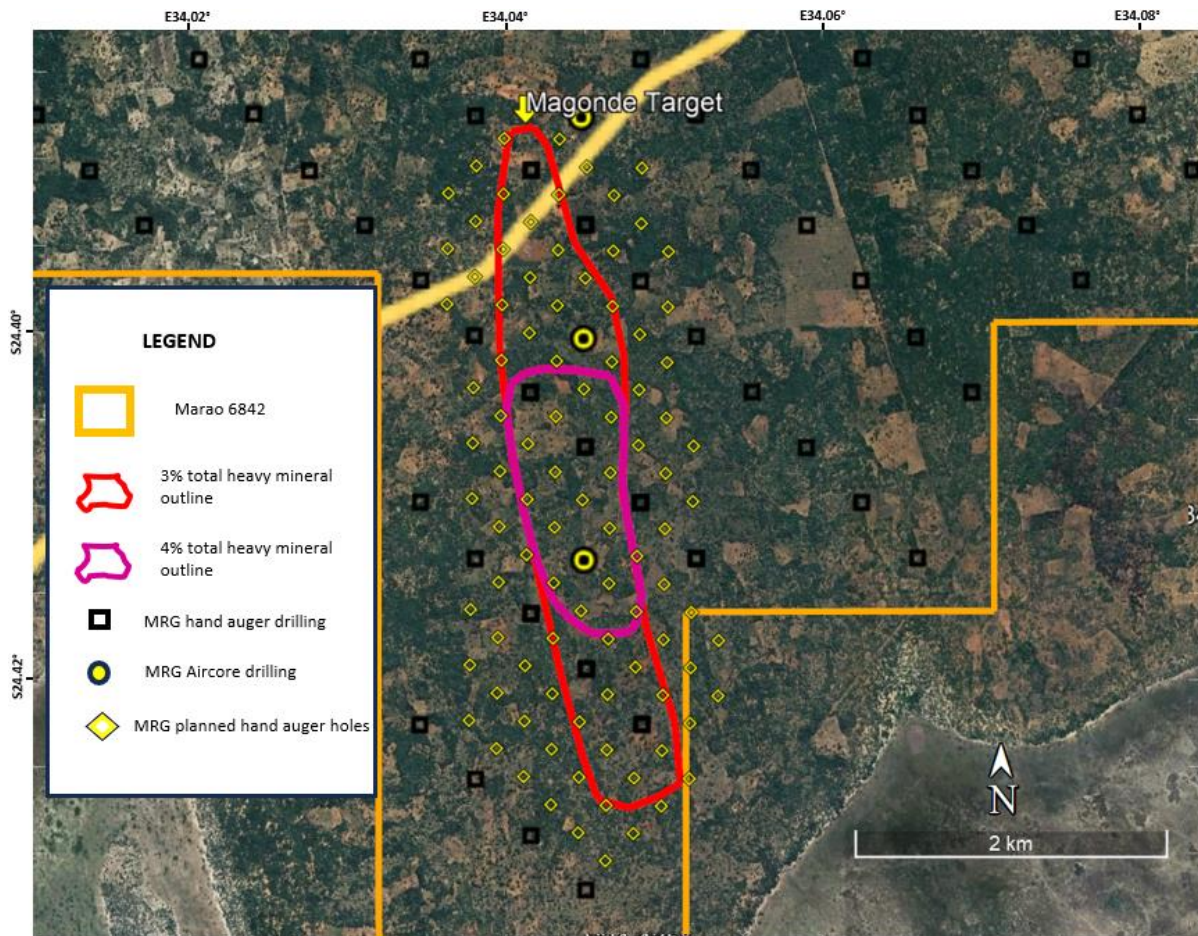 E34.02°
E34.04°
E34.06°
E34.08°
Magonde Target
S24.40°
LEGEND
Marao 6842
3% total heavy mineral
outline
4% total heavy mineral
outline
MRG hand auger drilling
MRG Aircore drilling
MRG planned hand auger holes
S24.42°
N
2 km